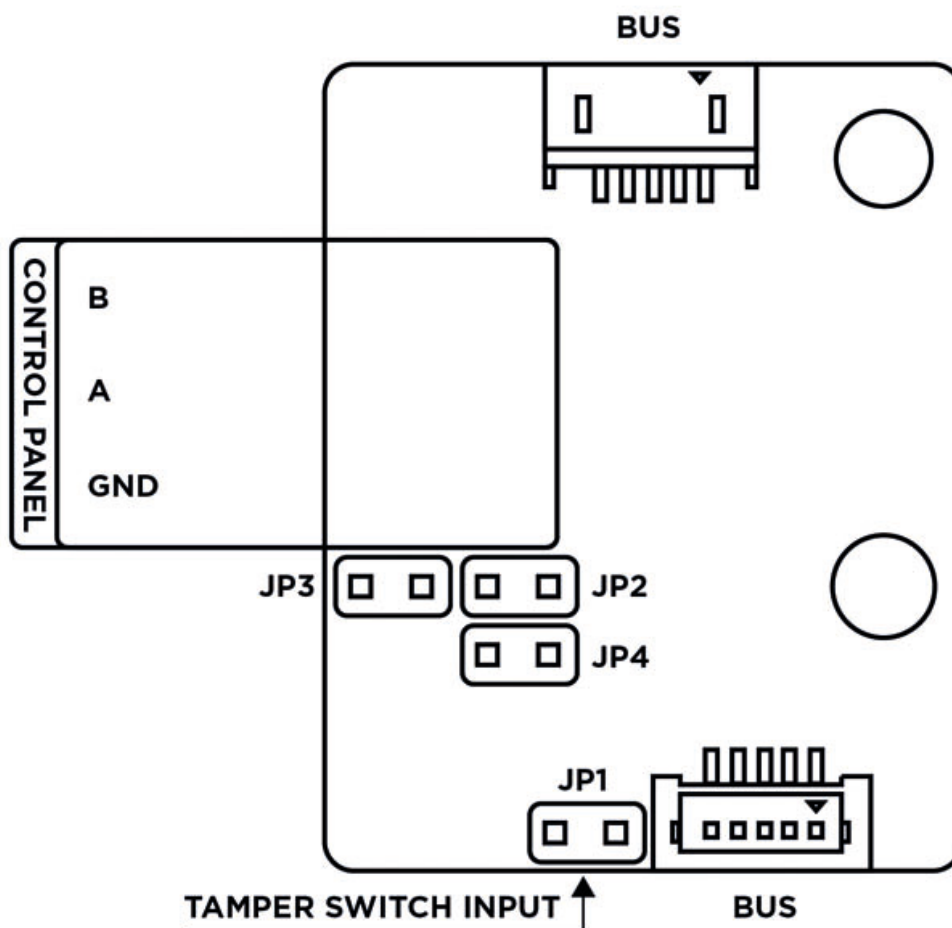 BUS
CONTROL PANEL
B
A
GND
JP3
JP2
JP4
JP1
TAMPER SWITCH INPUT
BUS